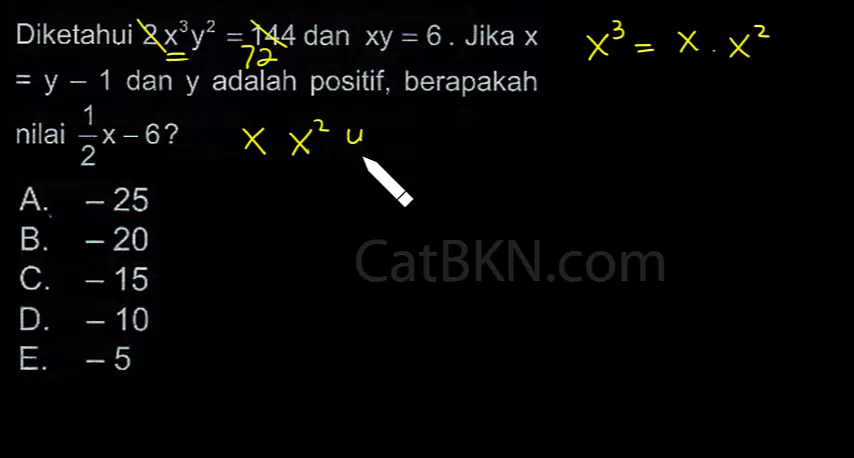 Diketahui 2x³y² = 144 dan xy = 6. Jika x
72
= y – 1 dan y adalah positif, berapakah
nilai 1/2 x – 6?
x³ = x . x²
x x² y
A. – 25
B. – 20
C. – 15
D. – 10
E. – 5
CatBKN.com